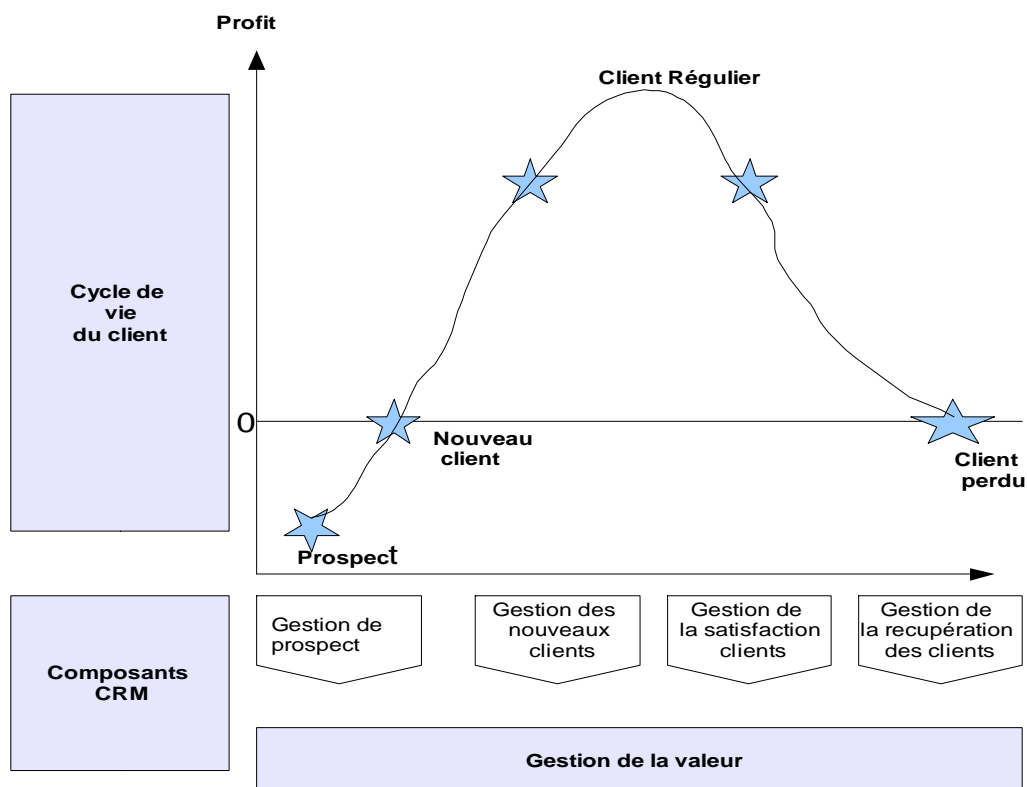 Profit
Client Régulier
Cycle de
vie
du client
0
Nouveau
client
Client
perdu
Prospect
Gestion de
prospect
Gestion des
nouveaux
clients
Gestion de
la satisfaction
clients
Gestion de
la recupération
des clients
Composants
CRM
Gestion de la valeur